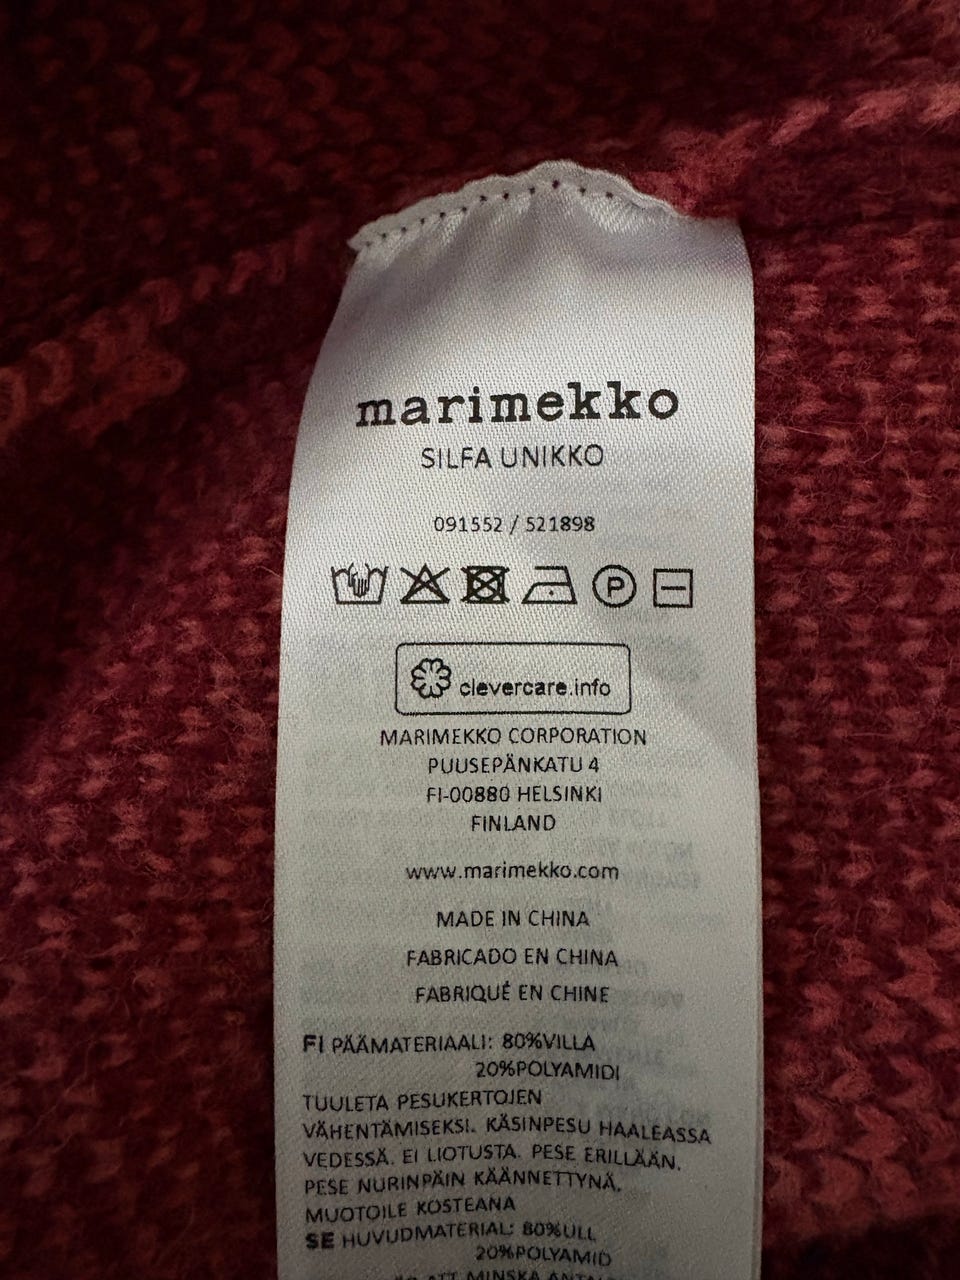 marimekko
SILFA UNIKKO
091552 / 521898
P
clevercare.info
MARIMEKKO CORPORATION
PUUSEPÄNKATU 4
FI-00880 HELSINKI
FINLAND
www.marimekko.com
MADE IN CHINA
FABRICADO EN CHINA
FABRIQUÉ EN CHINE
FI PÄÄMATERIAALI: 80%VILLA
20%POLYAMIDI
TUULETA PESUKERTOJEN
VÄHENTÄMISEKSI. KÄSINPESU HAALEASSA
VEDESSÄ. EI LIOTUSTA. PESE ERILLÄÄN.
PESE NURINPÄIN KÄÄNNETTYNÄ.
MUOTOILE KOSTEANA
SE HUVUDMATERIAL: 80%ULL
20%POLYAMID
ATT MINSKA